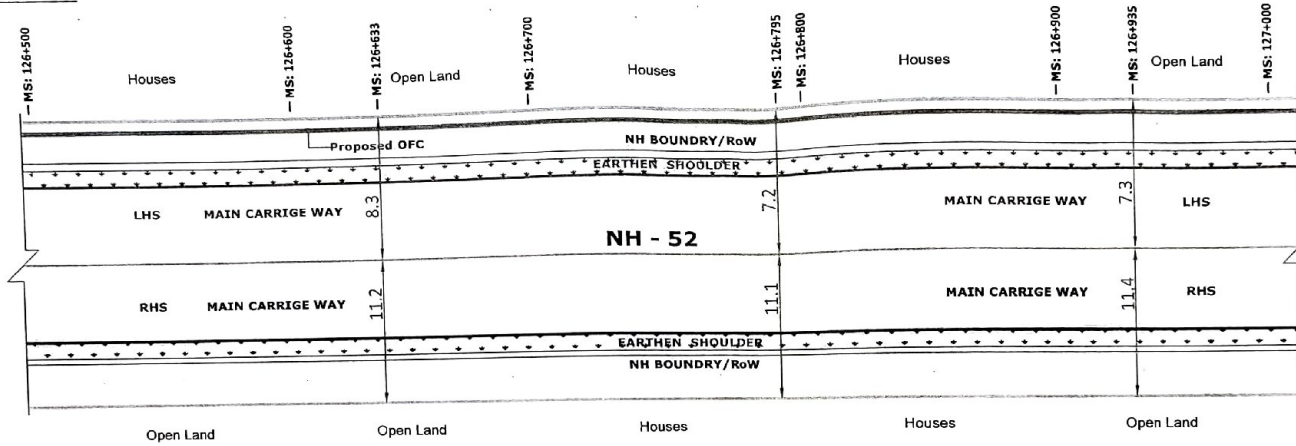 MS: 126+500
MS: 126+600
MS: 126+633
MS: 126+700
MS: 126+795
MS: 126+800
MS: 126+900
MS: 126+935
MS: 127+000
Houses
Open Land
Houses
Houses
Open Land
Proposed OFC
NH BOUNDRY/RoW
EARTHEN SHOULDER
LHS MAIN CARRIGE WAY 8.3 7.2 MAIN CARRIGE WAY 7.3 LHS
NH - 52
RHS MAIN CARRIGE WAY 11.2 11.1 MAIN CARRIGE WAY 11.4 RHS
EARTHEN SHOULDER
NH BOUNDRY/RoW
Open Land
Open Land
Houses
Houses
Open Land